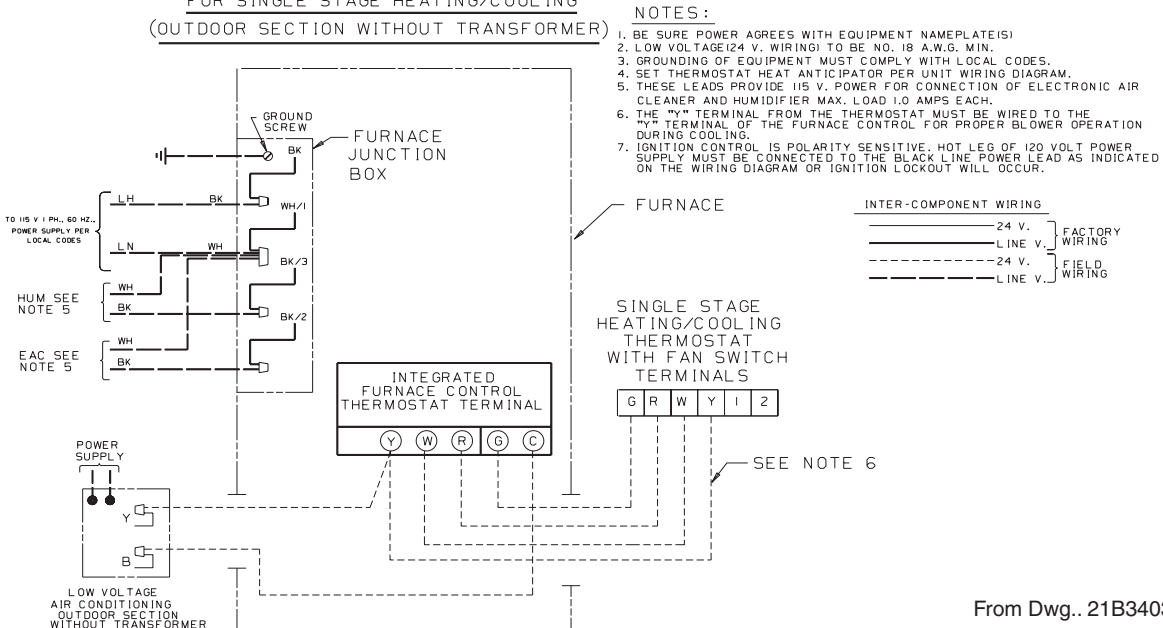 FOR SINGLE STAGE HEATING/COOLING
(OUTDOOR SECTION WITHOUT TRANSFORMER)
NOTES:
1. BE SURE POWER AGREES WITH EQUIPMENT NAMEPLATE(S)
2. LOW VOLTAGE(24 V. WIRING) TO BE NO. 18 A.W.G. MIN.
3. GROUNDING OF EQUIPMENT MUST COMPLY WITH LOCAL CODES.
4. SET THERMOSTAT HEAT ANTICIPATOR PER UNIT WIRING DIAGRAM.
5. THESE LEADS PROVIDE 115 V. POWER FOR CONNECTION OF ELECTRONIC AIR
CLEANER AND HUMIDIFIER MAX. LOAD 1.0 AMPS EACH.
6. THE "Y" TERMINAL FROM THE THERMOSTAT MUST BE WIRED TO THE
"Y" TERMINAL OF THE FURNACE CONTROL FOR PROPER BLOWER OPERATION
DURING COOLING.
7. IGNITION CONTROL IS POLARITY SENSITIVE. HOT LEG OF 120 VOLT POWER
SUPPLY MUST BE CONNECTED TO THE BLACK LINE POWER LEAD AS INDICATED
ON THE WIRING DIAGRAM OR IGNITION LOCKOUT WILL OCCUR.
GROUND
SCREW
BK
FURNACE
JUNCTION
BOX
LH
BK
WH/1
TO 115 V 1 PH., 60 HZ.,
POWER SUPPLY PER
LOCAL CODES
LN
WH
BK/3
HUM SEE
NOTE 5
WH
BK
BK/2
EAC SEE
NOTE 5
WH
BK
FURNACE
INTER-COMPONENT WIRING
24 V.
LINE V.
FACTORY
WIRING
24 V.
LINE V.
FIELD
WIRING
SINGLE STAGE
HEATING/COOLING
THERMOSTAT
WITH FAN SWITCH
TERMINALS
G R W Y 1 2
INTEGRATED
FURNACE CONTROL
THERMOSTAT TERMINAL
Y W R G C
SEE NOTE 6
POWER
SUPPLY
Y
B
LOW VOLTAGE
AIR CONDITIONING
OUTDOOR SECTION
WITHOUT TRANSFORMER
From Dwg.. 21B3403